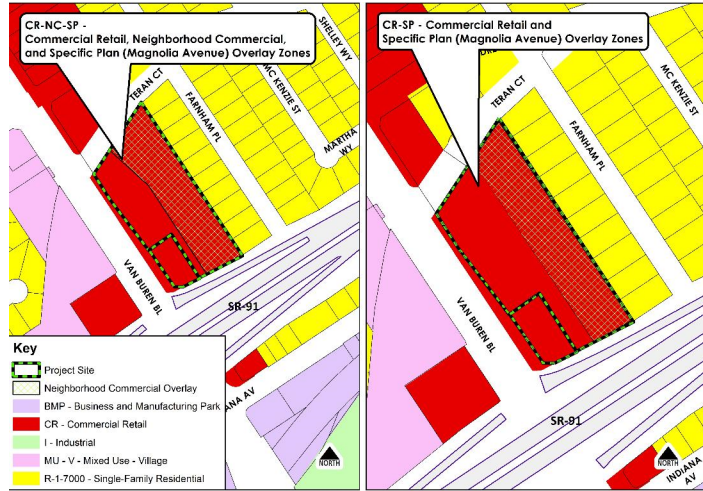 CR-NC-SP -
Commercial Retail, Neighborhood Commercial,
and Specific Plan (Magnolia Avenue) Overlay Zones
SHELLEY WY
MC KENZIE ST
TERAN CT
FARNHAM PL
MARTHA
WY
VAN BUREN BL
SR-91
ANA AV
Key
Project Site
Neighborhood Commercial Overlay
BMP - Business and Manufacturing Park
CR - Commercial Retail
I - Industrial
MU - V - Mixed Use - Village
R-1-7000 - Single-Family Residential
NORTH
CR-SP - Commercial Retail and
Specific Plan (Magnolia Avenue) Overlay Zones
MC KENZIE ST
TERAN CT
FARNHAM PL
VAN BUREN BL
SR-91
INDIANA
AV
NORTH